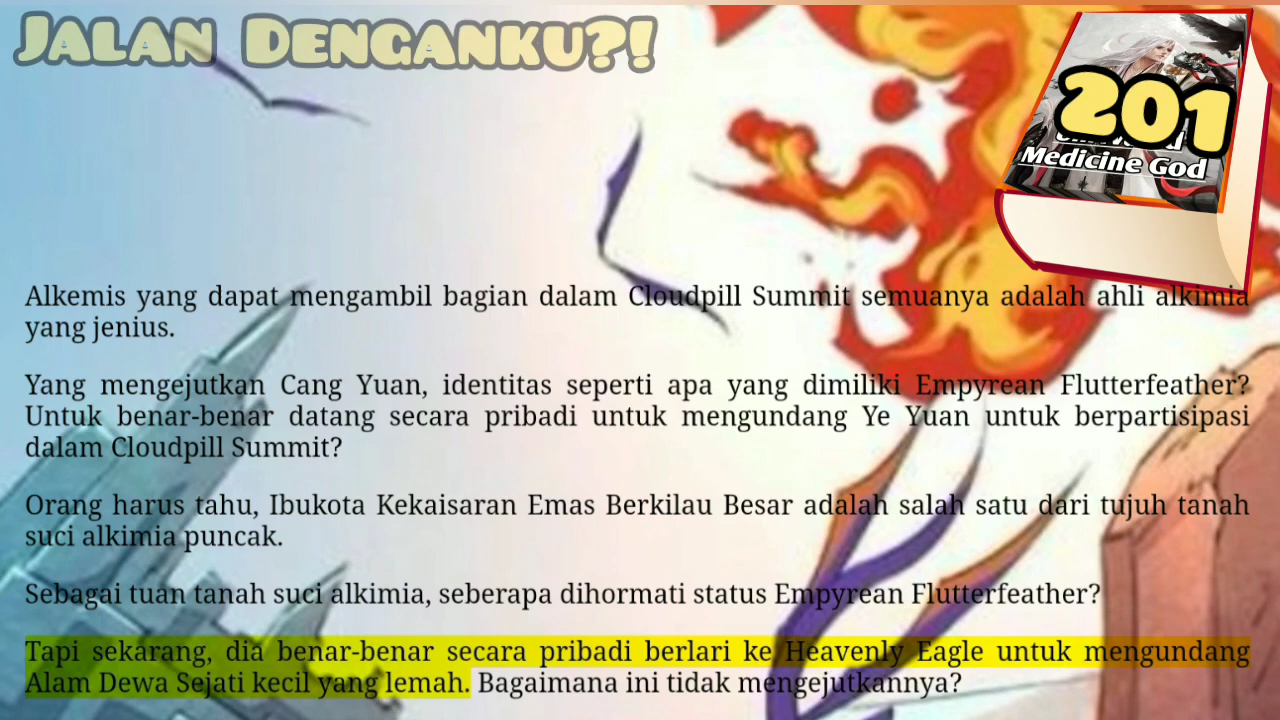 Jalan Denganku?!
201
Medicine God
Alkemis yang dapat mengambil bagian dalam Cloudpill Summit semuanya adalah ahli alkimia
yang jenius.
Yang mengejutkan Cang Yuan, identitas seperti apa yang dimiliki Empyrean Flutterfeather?
Untuk benar-benar datang secara pribadi untuk mengundang Ye Yuan untuk berpartisipasi
dalam Cloudpill Summit?
Orang harus tahu, Ibukota Kekaisaran Emas Berkilau Besar adalah salah satu dari tujuh tanah
suci alkimia puncak.
Sebagai tuan tanah suci alkimia, seberapa dihormati status Empyrean Flutterfeather?
Tapi sekarang, dia benar-benar secara pribadi berlari ke Heavenly Eagle untuk mengundang
Alam Dewa Sejati kecil yang lemah. Bagaimana ini tidak mengejutkannya?